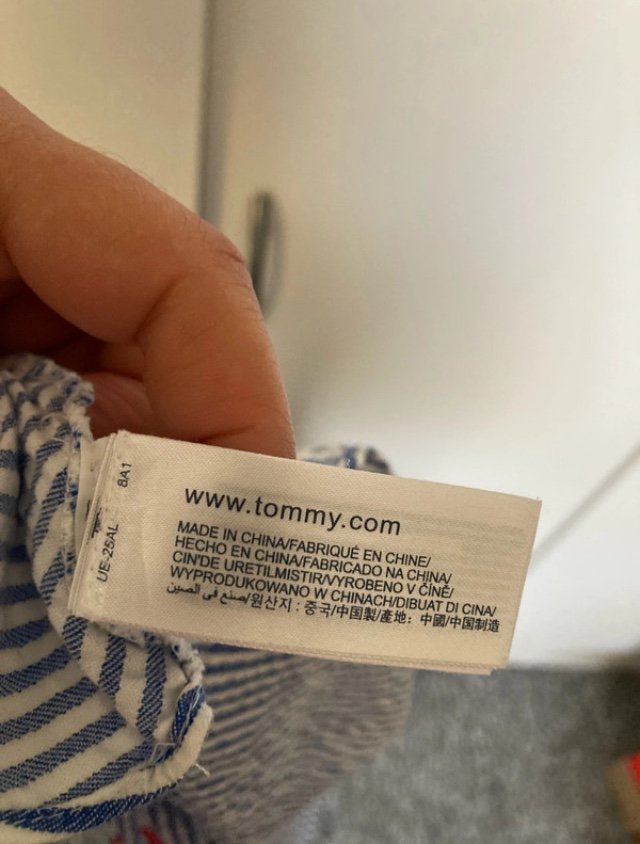 8A1
UE-25AL
www.tommy.com
MADE IN CHINA/FABRIQUÉ EN CHINE/
HECHO EN CHINA/FABRICADO NA CHINA/
CIN'DE URETILMISTIR/VYROBENO V ČÍNĚ/
WYPRODUKOWANO W CHINACH/DIBUAT DI CINA/
صنع في الصين/원산지 : 중국/中国製/產地: 中國/中国制造